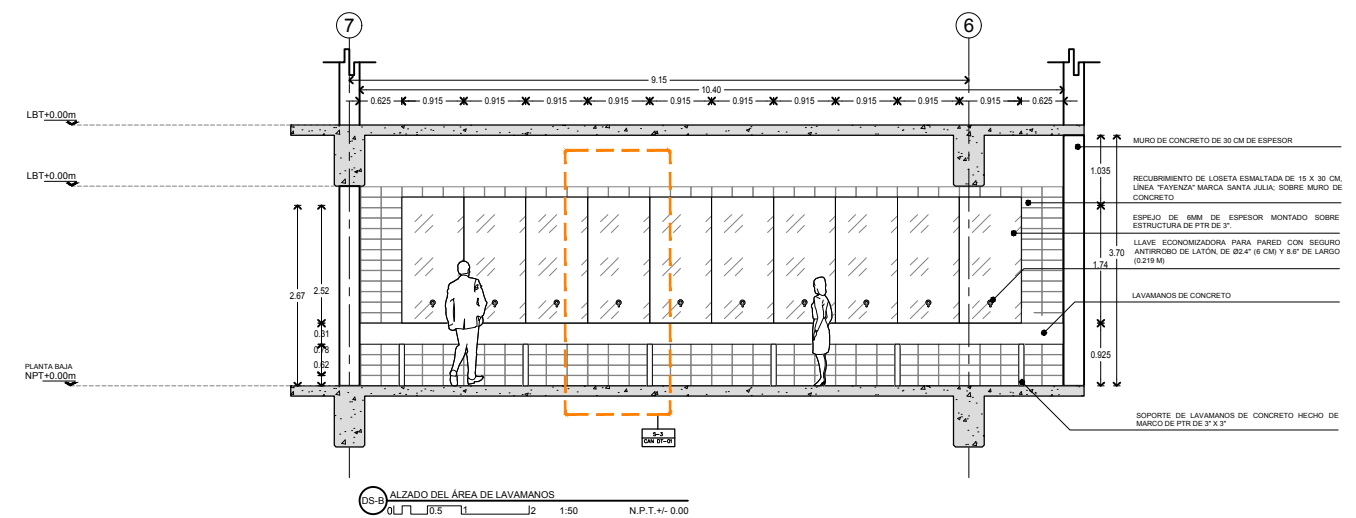 7
6
9.15
10.40
0.625 0.915 0.915 0.915 0.915 0.915 0.915 0.915 0.915 0.915 0.915 0.625
LBT+0.00m
LBT+0.00m
PLANTA BAJA
NPT+0.00m
2.67
2.52
0.31
0.78
0.62
1.035
3.70
1.74
0.925
MURO DE CONCRETO DE 30 CM DE ESPESOR
RECUBRIMIENTO DE LOSETA ESMALTADA DE 15 X 30 CM,
LÍNEA "FAYENZA" MARCA SANTA JULIA; SOBRE MURO DE
CONCRETO
ESPEJO DE 6MM DE ESPESOR MONTADO SOBRE
ESTRUCTURA DE PTR DE 3".
LLAVE ECONOMIZADORA PARA PARED CON SEGURO
ANTIRROBO DE LATÓN, DE Ø2.4" (6 CM) Y 8.6" DE LARGO
(0.219 M)
LAVAMANOS DE CONCRETO
SOPORTE DE LAVAMANOS DE CONCRETO HECHO DE
MARCO DE PTR DE 3" X 3"
S-3
CAN DT-01
DS-B
ALZADO DEL ÁREA DE LAVAMANOS
0 0.5 1 2 1:50 N.P.T.+/- 0.00